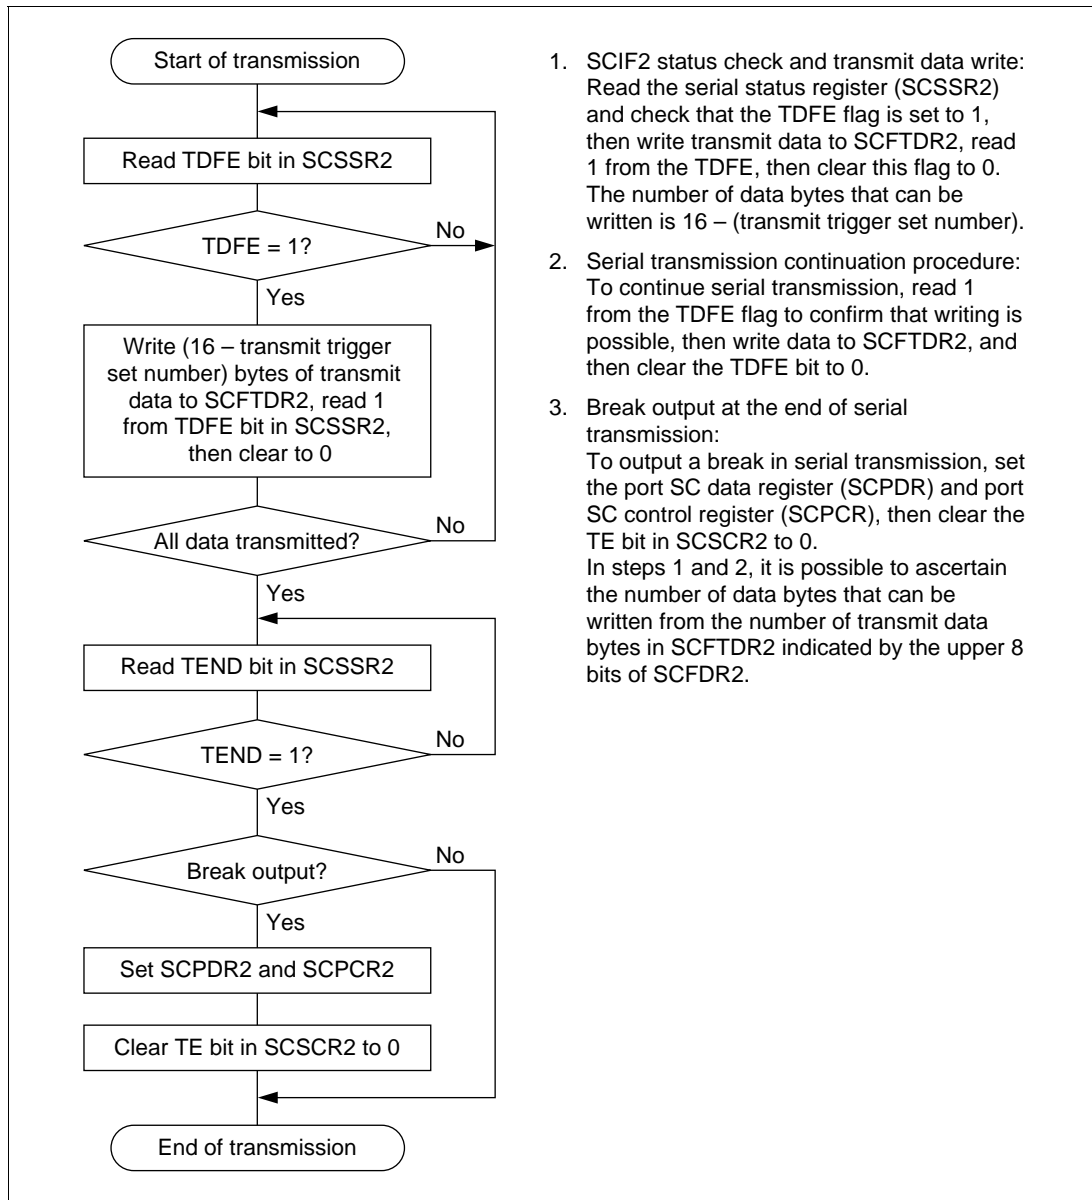 Start of transmission
Read TDFE bit in SCSSR2
TDFE = 1?
No
Yes
Write (16 – transmit trigger
set number) bytes of transmit
data to SCFTDR2, read 1
from TDFE bit in SCSSR2,
then clear to 0
All data transmitted?
No
Yes
Read TEND bit in SCSSR2
TEND = 1?
No
Yes
Break output?
No
Yes
Set SCPDR2 and SCPCR2
Clear TE bit in SCSCR2 to 0
End of transmission
1. SCIF2 status check and transmit data write:
Read the serial status register (SCSSR2)
and check that the TDFE flag is set to 1,
then write transmit data to SCFTDR2, read
1 from the TDFE, then clear this flag to 0.
The number of data bytes that can be
written is 16 – (transmit trigger set number).
2. Serial transmission continuation procedure:
To continue serial transmission, read 1
from the TDFE flag to confirm that writing is
possible, then write data to SCFTDR2, and
then clear the TDFE bit to 0.
3. Break output at the end of serial
transmission:
To output a break in serial transmission, set
the port SC data register (SCPDR) and port
SC control register (SCPCR), then clear the
TE bit in SCSCR2 to 0.
In steps 1 and 2, it is possible to ascertain
the number of data bytes that can be
written from the number of transmit data
bytes in SCFTDR2 indicated by the upper 8
bits of SCFDR2.